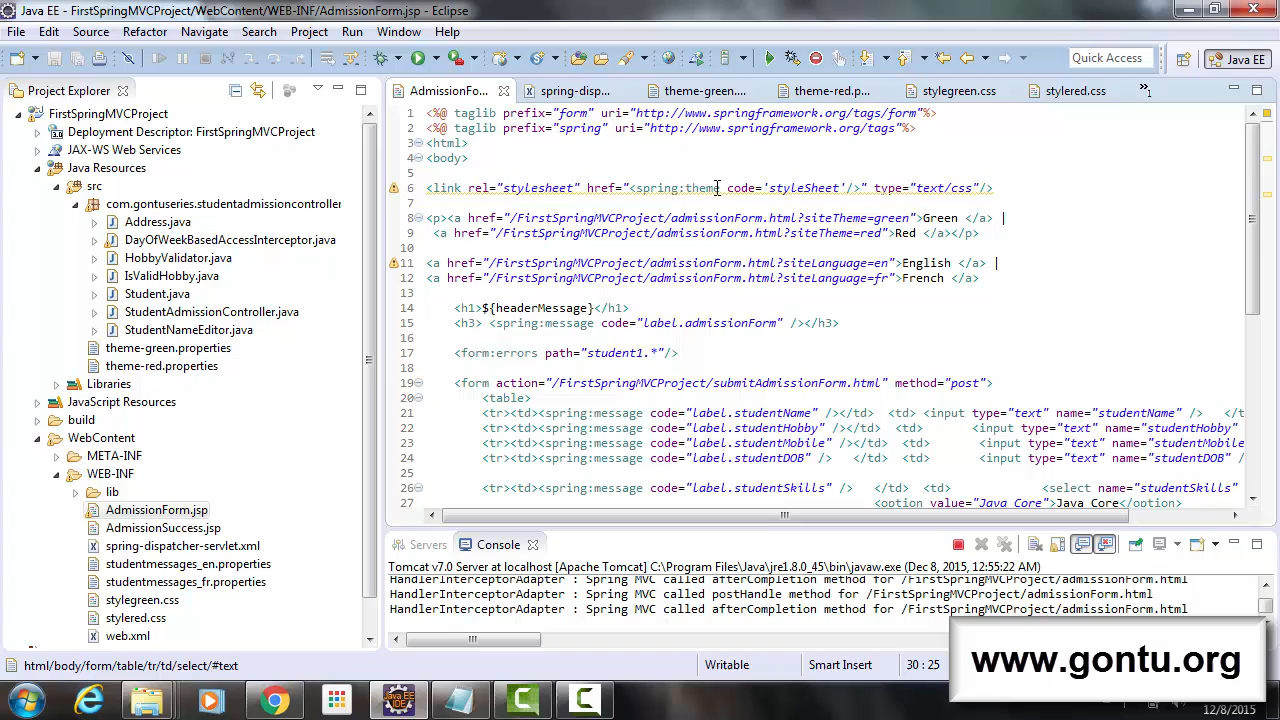 Java EE - FirstSpringMVCProject/WebContent/WEB-INF/AdmissionForm.jsp - Eclipse
File Edit Source Refactor Navigate Search Project Run Window Help
Quick Access Java EE
Project Explorer
FirstSpringMVCProject
Deployment Descriptor: FirstSpringMVCProject
JAX-WS Web Services
Java Resources
src
com.gontuseries.studentadmissioncontroller
Address.java
DayOfWeekBasedAccessInterceptor.java
HobbyValidator.java
IsValidHobby.java
Student.java
StudentAdmissionController.java
StudentNameEditor.java
theme-green.properties
theme-red.properties
Libraries
JavaScript Resources
build
WebContent
META-INF
WEB-INF
lib
AdmissionForm.jsp
AdmissionSuccess.jsp
spring-dispatcher-servlet.xml
studentmessages_en.properties
studentmessages_fr.properties
stylegreen.css
stylered.css
web.xml
AdmissionFo... spring-disp... theme-green.... theme-red.p... stylegreen.css stylered.css »1
1 <%@ taglib prefix="form" uri="http://www.springframework.org/tags/form"%>
2 <%@ taglib prefix="spring" uri="http://www.springframework.org/tags"%>
3 <html>
4 <body>
5
6 <link rel="stylesheet" href="<spring:theme code='styleSheet'/>" type="text/css"/>
7
8 <p><a href="/FirstSpringMVCProject/admissionForm.html?siteTheme=green">Green </a> |
9 <a href="/FirstSpringMVCProject/admissionForm.html?siteTheme=red">Red </a></p>
10
11 <a href="/FirstSpringMVCProject/admissionForm.html?siteLanguage=en">English </a> |
12 <a href="/FirstSpringMVCProject/admissionForm.html?siteLanguage=fr">French </a>
13
14 <h1>${headerMessage}</h1>
15 <h3> <spring:message code="label.admissionForm" /></h3>
16
17 <form:errors path="student1.*"/>
18
19 <form action="/FirstSpringMVCProject/submitAdmissionForm.html" method="post">
20 <table>
21 <tr><td><spring:message code="label.studentName" /></td> <td> <input type="text" name="studentName" /> </t
22 <tr><td><spring:message code="label.studentHobby" /></td> <td> <input type="text" name="studentHobby"
23 <tr><td><spring:message code="label.studentMobile" /></td> <td> <input type="text" name="studentMobile
24 <tr><td><spring:message code="label.studentDOB" /> </td> <td> <input type="text" name="studentDOB" /
25
26 <tr><td><spring:message code="label.studentSkills" /> </td> <td> <select name="studentSkills"
27 <option value="Java Core">Java Core</option>
Servers Console
Tomcat v7.0 Server at localhost [Apache Tomcat] C:\Program Files\Java\jre1.8.0_45\bin\javaw.exe (Dec 8, 2015, 12:55:22 AM)
HandlerInterceptorAdapter : Spring MVC called afterCompletion method for /FirstSpringMVCProject/admissionForm.html
HandlerInterceptorAdapter : Spring MVC called postHandle method for /FirstSpringMVCProject/admissionForm.html
HandlerInterceptorAdapter : Spring MVC called afterCompletion method for /FirstSpringMVCProject/admissionForm.html
html/body/form/table/tr/td/select/#text Writable Smart Insert 30 : 25
www.gontu.org
Java EE
IDE
12/8/2015